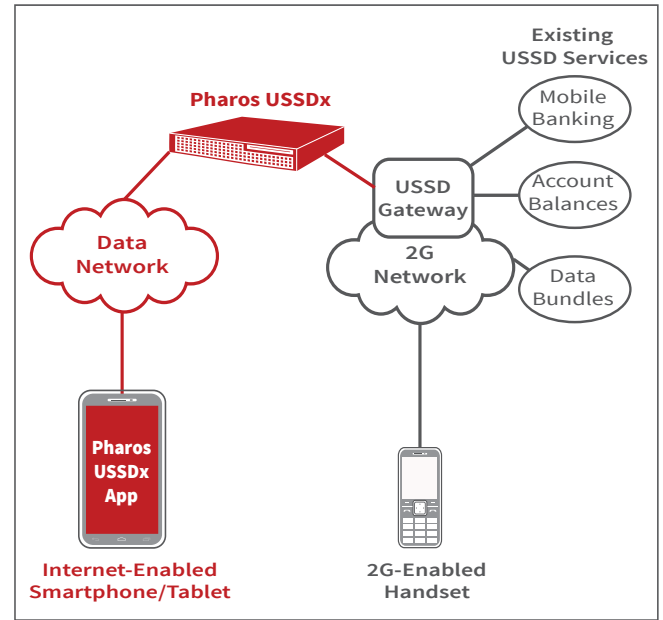 Existing
USSD Services
Pharos USSDx
Mobile
Banking
USSD
Gateway
Account
Balances
Data
Network
2G
Network
Data
Bundles
Pharos
USSDx
App
Internet-Enabled
Smartphone/Tablet
2G-Enabled
Handset